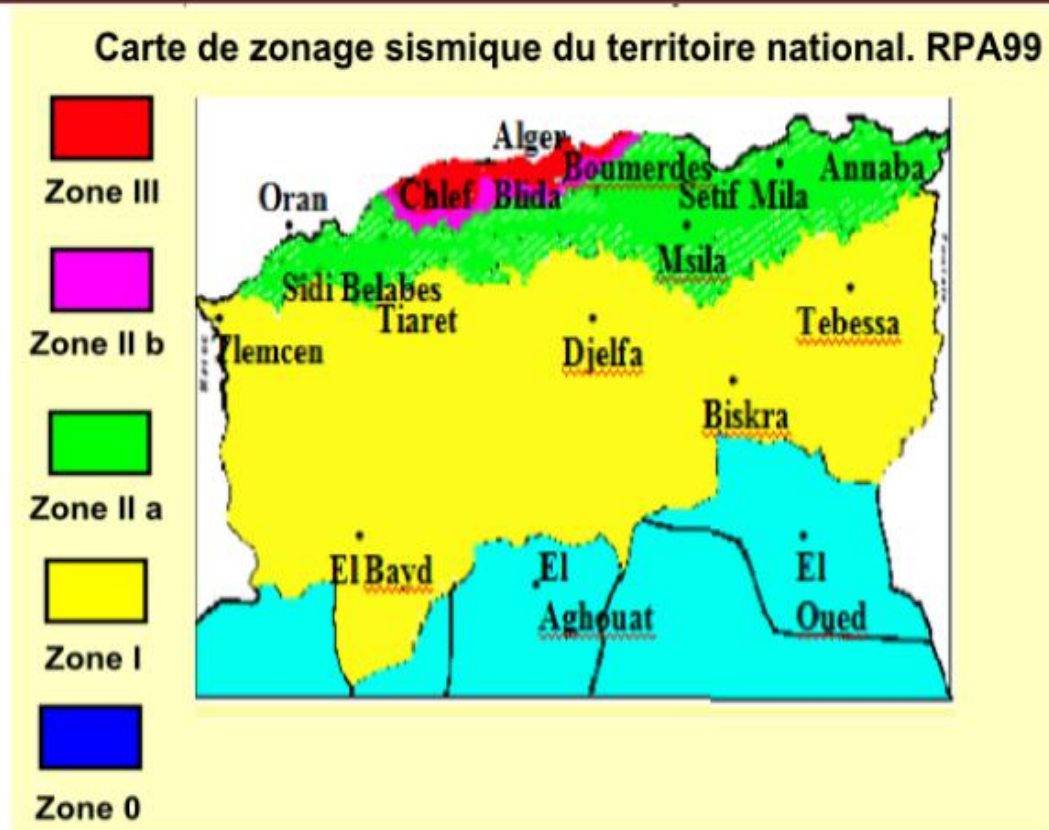 Carte de zonage sismique du territoire national. RPA99
Zone III
Zone II b
Zone II a
Zone I
Zone 0
Alger
Boumerdes
Annaba
Oran
Chlef Blida
Setif Mila
Msila
Sidi Belabes
Tiaret
Tlemcen
Djelfa
Tebessa
Biskra
El Bayd
El
Aghouat
El
Oued
Maroc